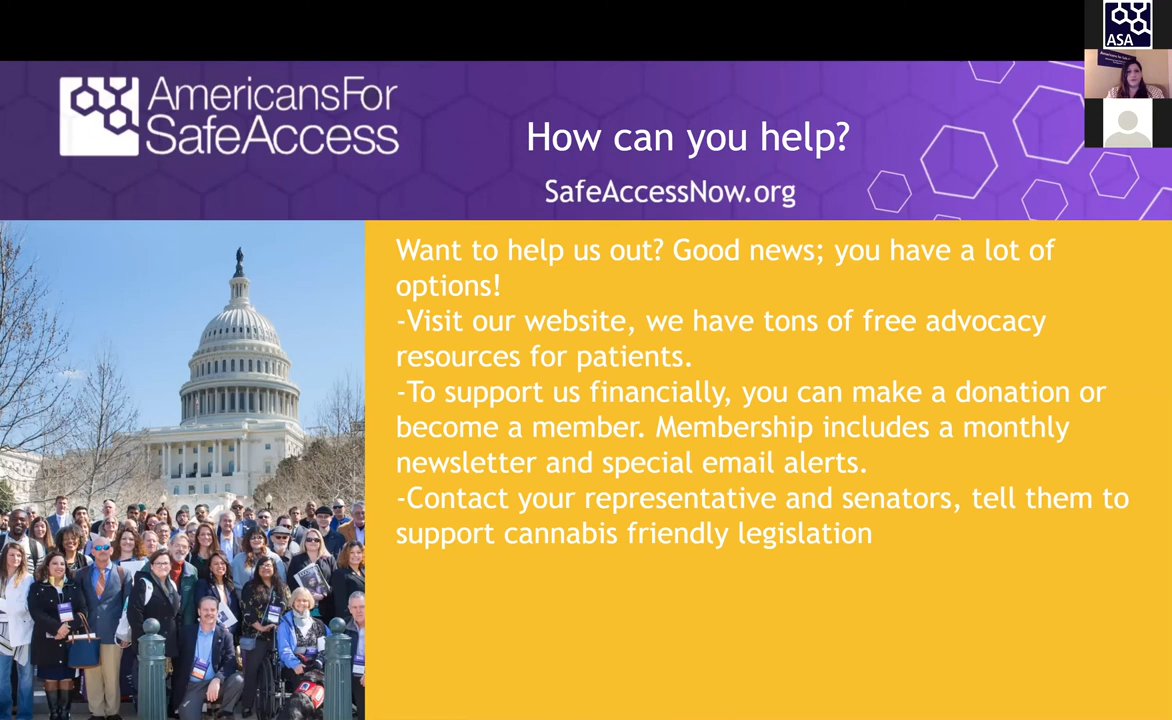 ASA
AmericansFor
SafeAccess
How can you help?
SafeAccessNow.org
Want to help us out? Good news; you have a lot of
options!
-Visit our website, we have tons of free advocacy
resources for patients.
-To support us financially, you can make a donation or
become a member. Membership includes a monthly
newsletter and special email alerts.
-Contact your representative and senators, tell them to
support cannabis friendly legislation